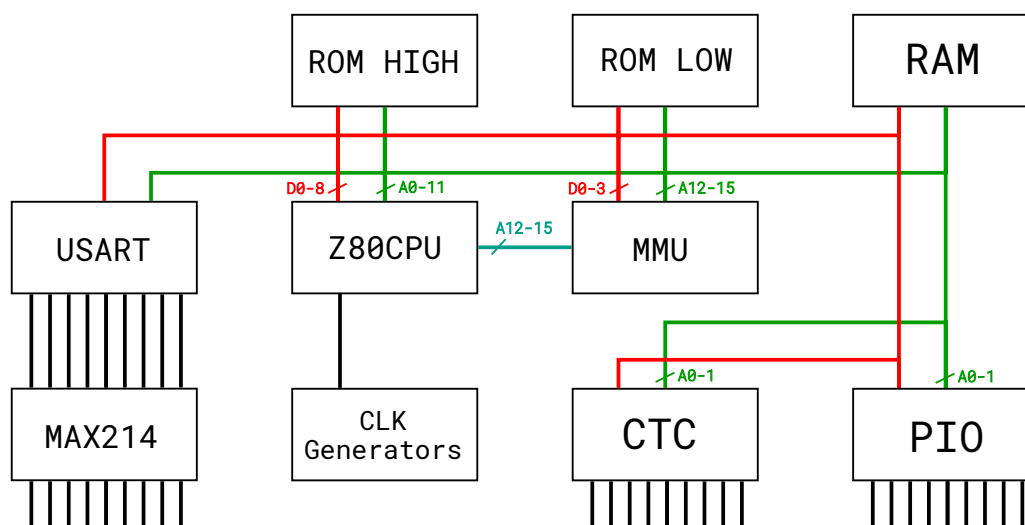 ROM HIGH
ROM LOW
RAM
D0-8
A0-11
D0-3
A12-15
USART
Z80CPU
A12-15
MMU
A0-1
A0-1
MAX214
CLK
Generators
CTC
PIO